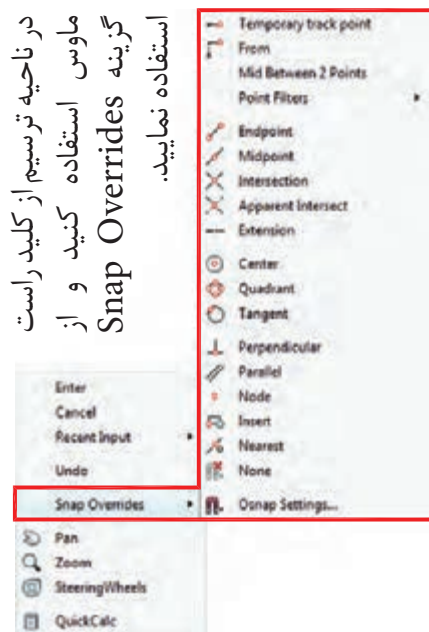 در ناحیه ترسیم از کلید راست
ماوس استفاده کنید و از
گزینه Snap Overrides
استفاده نمایید.
Temporary track point
From
Mid Between 2 Points
Point Filters
Endpoint
Midpoint
Intersection
Apparent Intersect
Extension
Center
Quadrant
Tangent
Perpendicular
Parallel
Node
Insert
Nearest
None
Osnap Settings...
Enter
Cancel
Recent Input
Undo
Snap Overrides
Pan
Zoom
SteeringWheels
QuickCalc